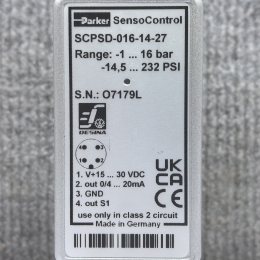 Parker SensoControl
SCPSD-016-14-27
Range: -1 ... 16 bar
-14,5 ... 232 PSI
S.N.: O7179L
DESINA
1. V+15 ... 30 VDC
2. out 0/4 ... 20mA
3. GND
4. out S1
UK
CA
CE
use only in class 2 circuit
Made in Germany